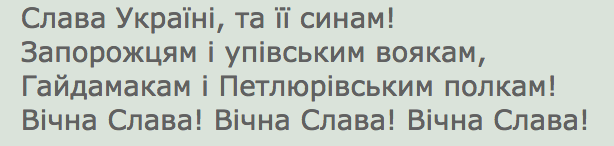 Слава Україні, та її синам!
Запорожцям і упівським воякам,
Гайдамакам і Петлюрівським полкам!
Вічна Слава! Вічна Слава! Вічна Слава!